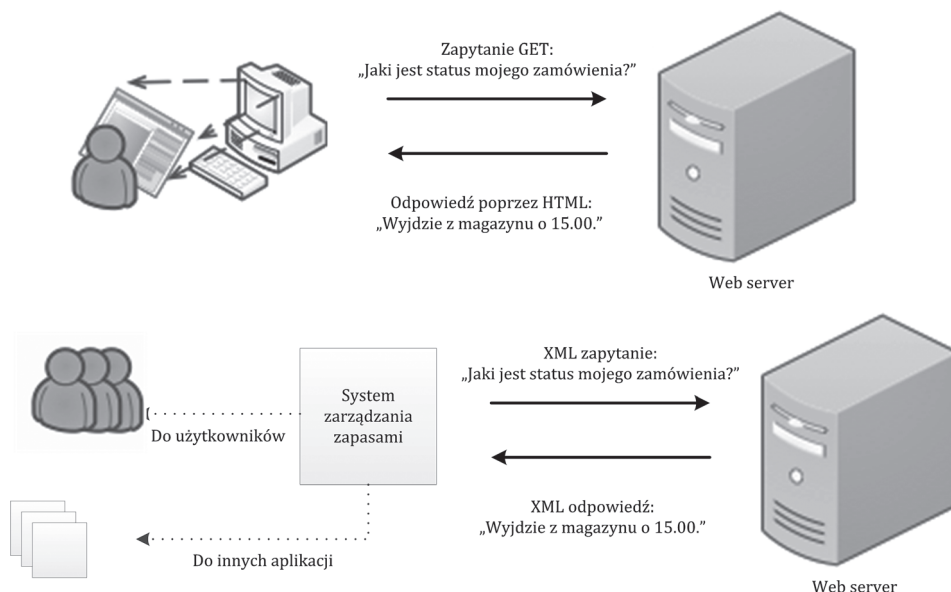 Zapytanie GET:
„Jaki jest status mojego zamówienia?”
Odpowiedź poprzez HTML:
„Wyjdzie z magazynu o 15.00.”
Web server
XML zapytanie:
„Jaki jest status mojego zamówienia?”
System
zarządzania
zapasami
Do użytkowników
XML odpowiedź:
„Wyjdzie z magazynu o 15.00.”
Do innych aplikacji
Web server